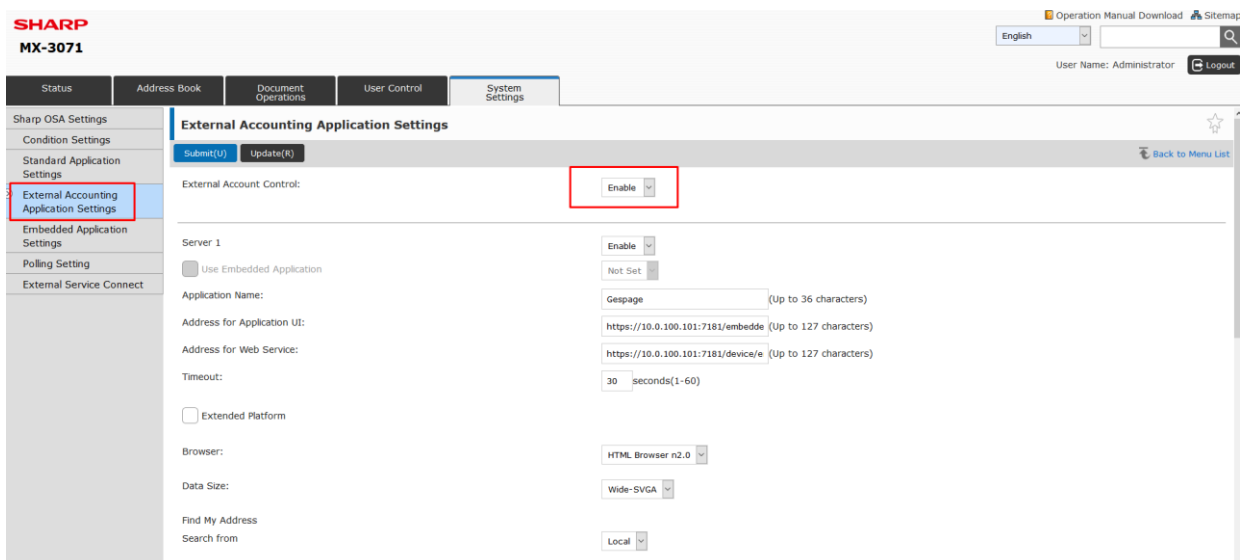 Operation Manual Download Sitemap
SHARP
MX-3071
English
User Name: Administrator Logout
Status Address Book Document Operations User Control System Settings
Sharp OSA Settings
Condition Settings
Standard Application
Settings
External Accounting
Application Settings
Embedded Application
Settings
Polling Setting
External Service Connect
External Accounting Application Settings
Submit(U) Update(R) Back to Menu List
External Account Control: Enable
Server 1 Enable
Use Embedded Application Not Set
Application Name: Gespage (Up to 36 characters)
Address for Application UI: https://10.0.100.101:7181/embedde (Up to 127 characters)
Address for Web Service: https://10.0.100.101:7181/device/e (Up to 127 characters)
Timeout: 30 seconds(1-60)
Extended Platform
Browser: HTML Browser n2.0
Data Size: Wide-SVGA
Find My Address
Search from Local